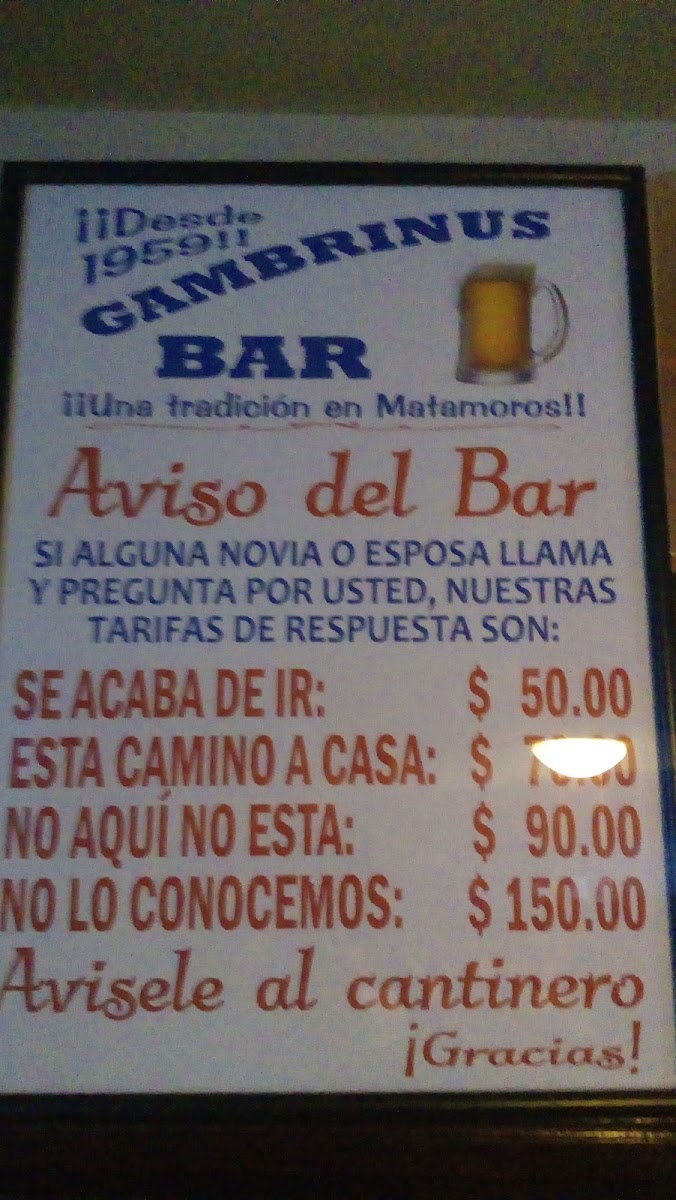 ¡¡Desde
1959!!
GAMBRINUS
BAR
¡¡Una tradición en Matamoros!!
Aviso del Bar
SI ALGUNA NOVIA O ESPOSA LLAMA
Y PREGUNTA POR USTED, NUESTRAS
TARIFAS DE RESPUESTA SON:
SE ACABA DE IR: $ 50.00
ESTA CAMINO A CASA: $
NO AQUÍ NO ESTA: $ 90.00
NO LO CONOCEMOS: $ 150.00
Avisele al cantinero
¡Gracias!